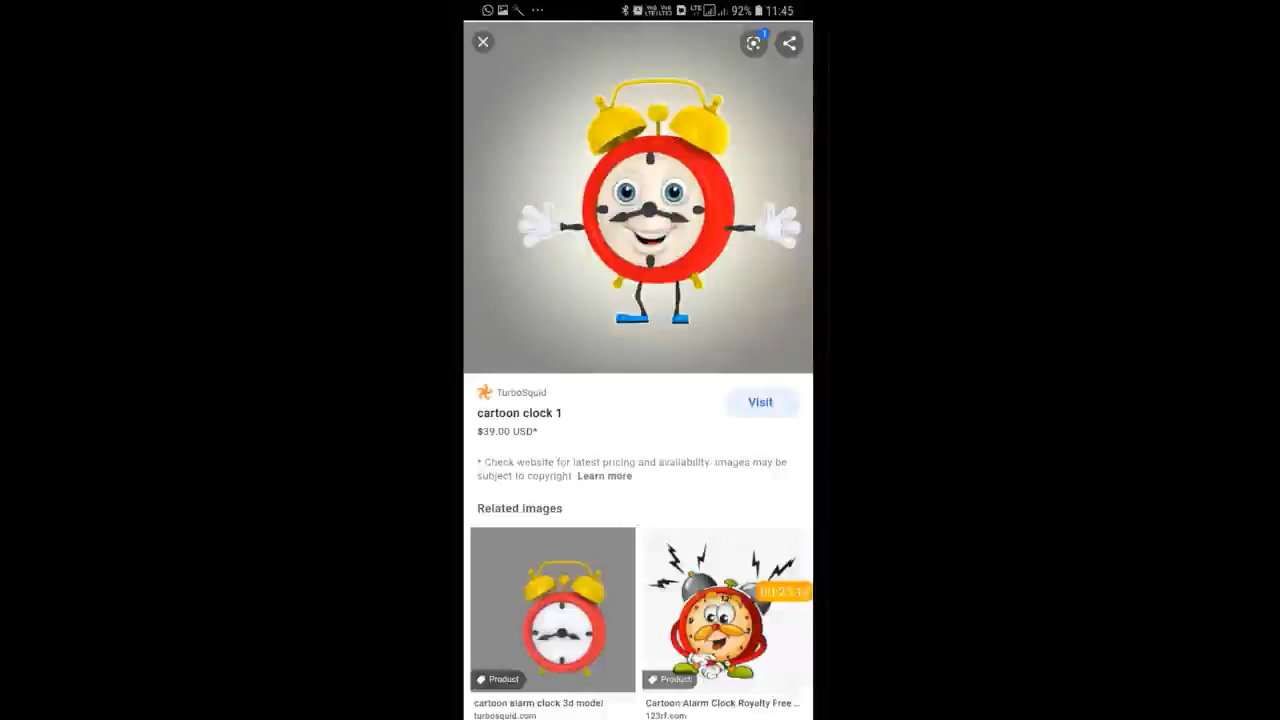 92% 11:45
1
TurboSquid
cartoon clock 1
Visit
$39.00 USD*
* Check website for latest pricing and availability. Images may be
subject to copyright. Learn more
Related images
Product
Product
cartoon alarm clock 3d model
turbosquid.com
Cartoon Alarm Clock Royalty Free ...
123rf.com